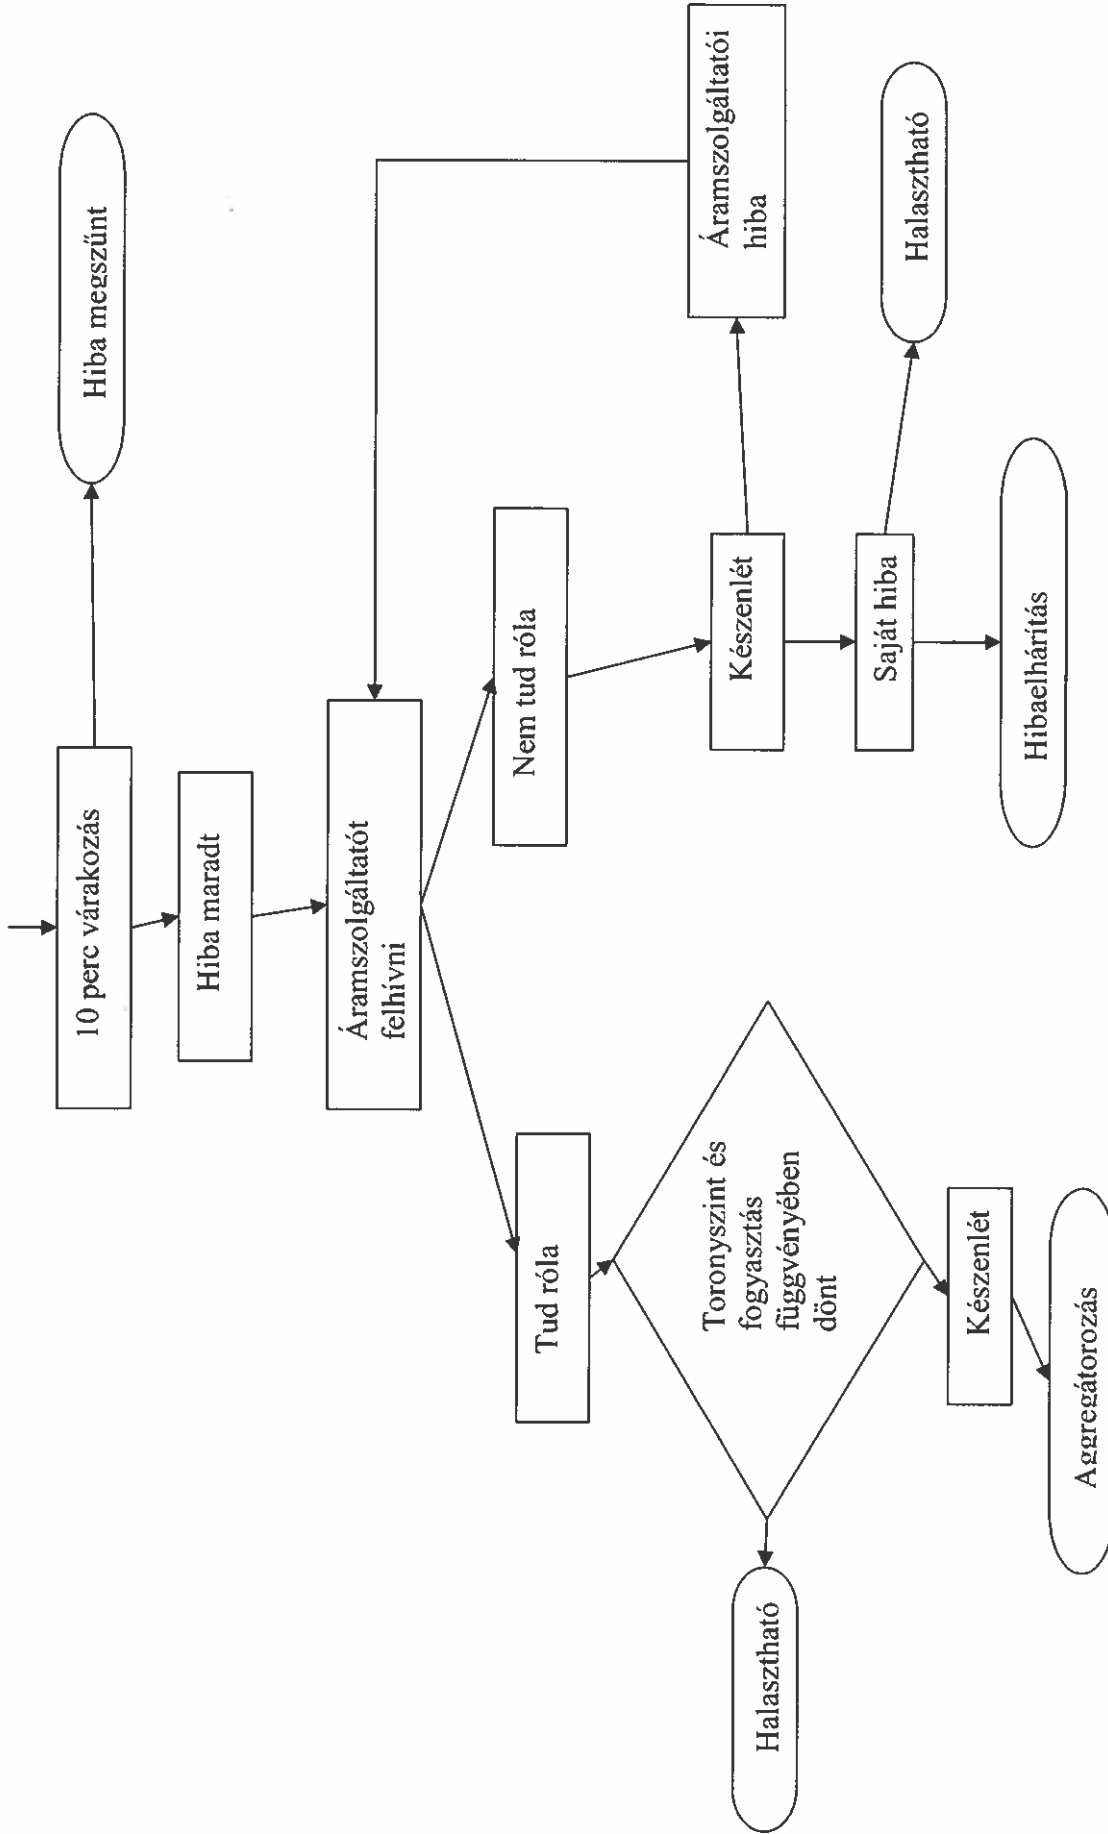 10 perc várakozás
Hiba megszűnt
Hiba maradt
Áramszolgáltatót
felhívni
Tud róla
Nem tud róla
Toronyszint és
fogyasztás
függvényében
dönt
Halasztható
Készenlét
Aggregátorozás
Készenlét
Áramszolgáltatói
hiba
Saját hiba
Halasztható
Hibaelhárítás